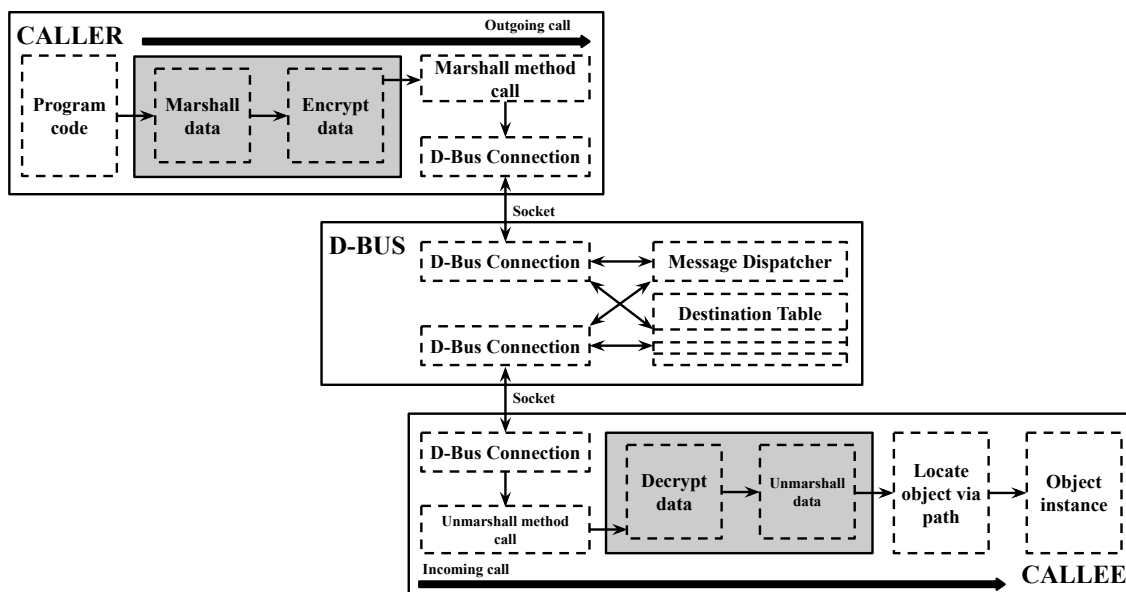 Outgoing call
CALLER
Program
code
Marshall
data
Encrypt
data
Marshall method
call
D-Bus Connection
Socket
D-BUS
D-Bus Connection
Message Dispatcher
Destination Table
D-Bus Connection
Socket
D-Bus Connection
Unmarshall method
call
Decrypt
data
Unmarshall
data
Locate
object via
path
Object
instance
Incoming call
CALLEE